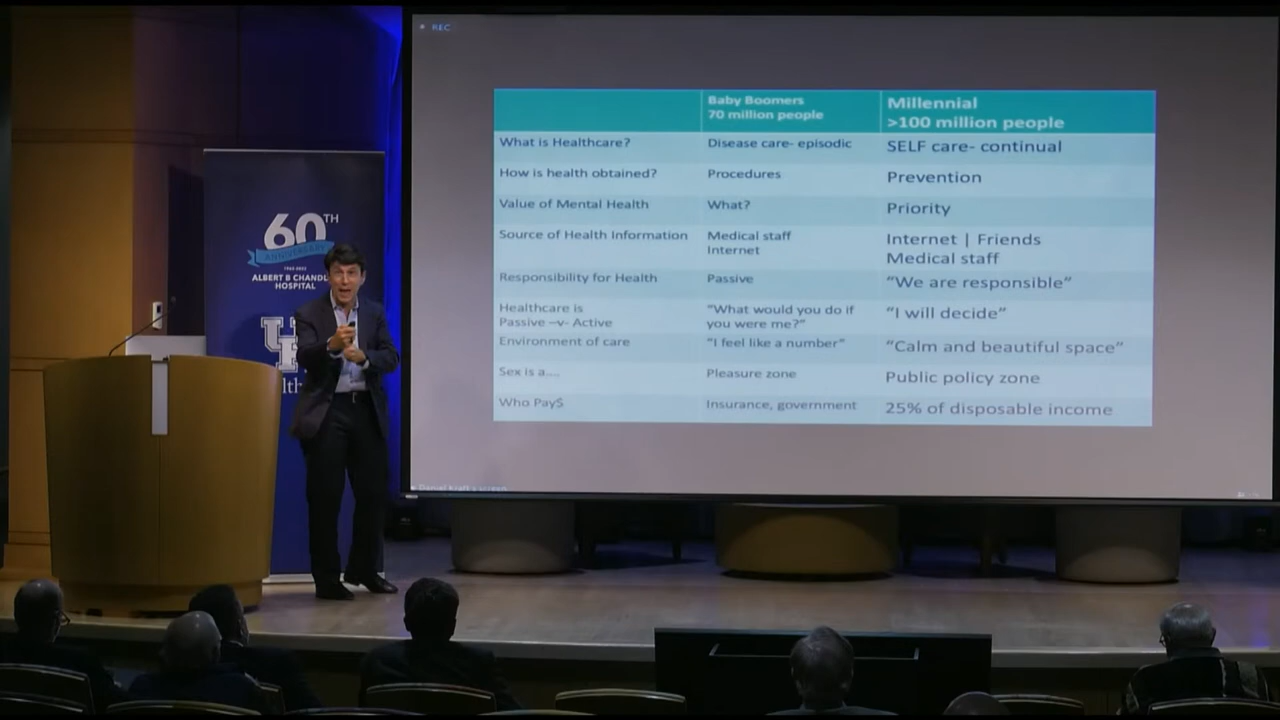 REC
Baby Boomers
70 million people
Millennial
>100 million people
What is Healthcare?
Disease care- episodic
SELF care- continual
How is health obtained?
Procedures
Prevention
Value of Mental Health
What?
Priority
Source of Health Information
Medical staff
Internet
Internet | Friends
Medical staff
Responsibility for Health
Passive
“We are responsible”
Healthcare is
Passive –v- Active
“What would you do if
you were me?”
“I will decide”
Environment of care
“I feel like a number”
“Calm and beautiful space”
Sex is a....
Pleasure zone
Public policy zone
Who Pay$
Insurance, government
25% of disposable income
60TH
ANNIVERSARY
ALBERT B CHANDL
HOSPITAL